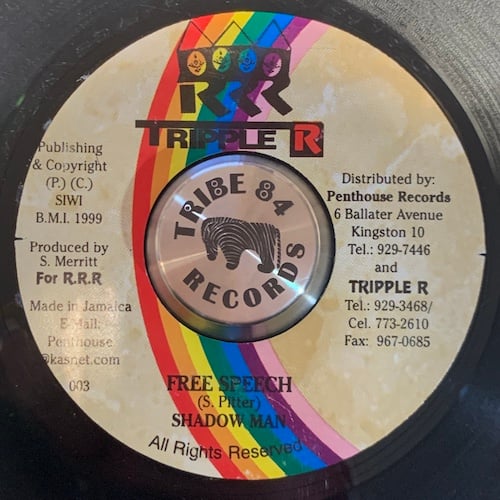 RRR
TRIPPLE R
Publishing
& Copyright
(P.) (C.)
SIWI
B.M.I. 1999
Produced by
S. Merritt
For R.R.R
Made in Jamaica
E-Mail:
Penthouse
@kasnet.com
003
TRIBE 84
RECORDS
Distributed by:
Penthouse Records
6 Ballater Avenue
Kingston 10
Tel.: 929-7446
and
TRIPPLE R
Tel.: 929-3468/
Cel. 773-2610
Fax: 967-0685
FREE SPEECH
(S. Pitter)
SHADOW MAN
All Rights Reserved